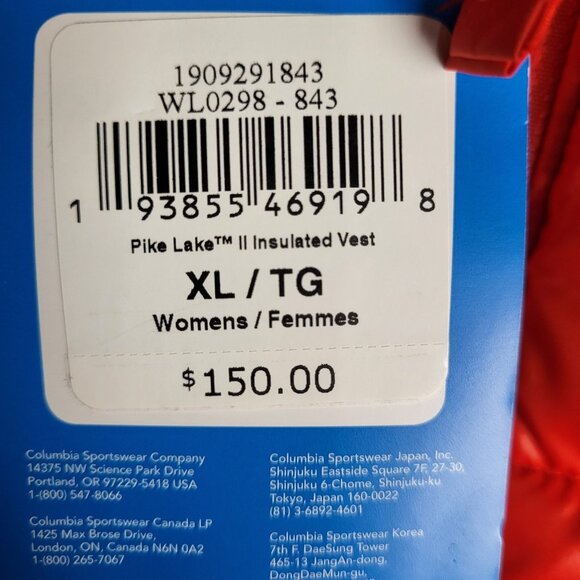 1909291843
WL0298 - 843
1 93855 46919 8
Pike Lake™ II Insulated Vest
XL / TG
Womens / Femmes
$150.00
Columbia Sportswear Company
14375 NW Science Park Drive
Portland, OR 97229-5418 USA
1-(800) 547-8066
Columbia Sportswear Canada LP
1425 Max Brose Drive,
London, ON, Canada N6N 0A2
1-(800) 265-7067
Columbia Sportswear Japan, Inc.
Shinjuku Eastside Square 7F, 27-30,
Shinjuku 6-Chome, Shinjuku-ku
Tokyo, Japan 160-0022
(81) 3-6892-4601
Columbia Sportswear Korea
7th F. DaeSung Tower
465-13 JangAn-dong,
DongDaeMun-gu,